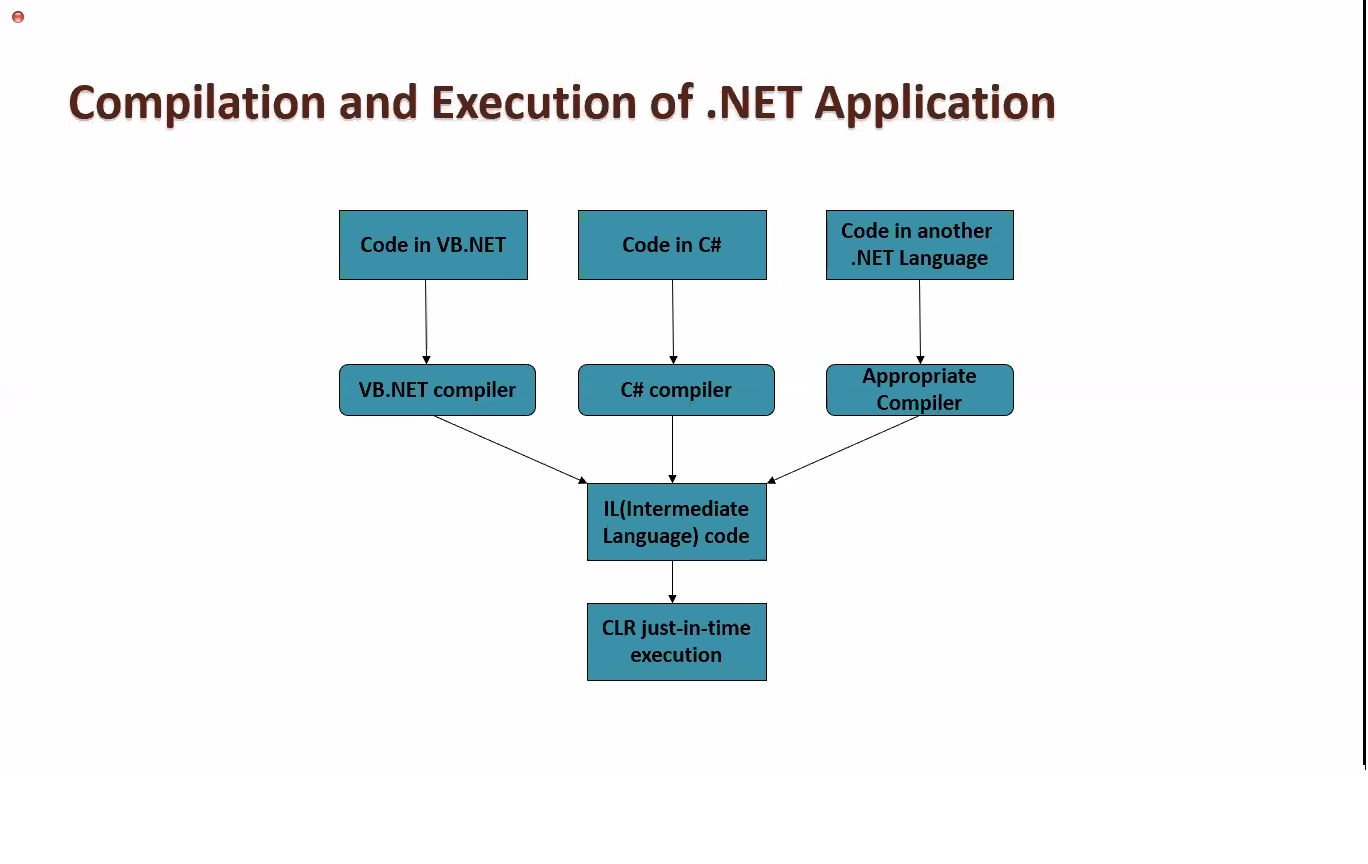 Compilation and Execution of .NET Application
Code in VB.NET
Code in C#
Code in another
.NET Language
VB.NET compiler
C# compiler
Appropriate
Compiler
IL(Intermediate
Language) code
CLR just-in-time
execution